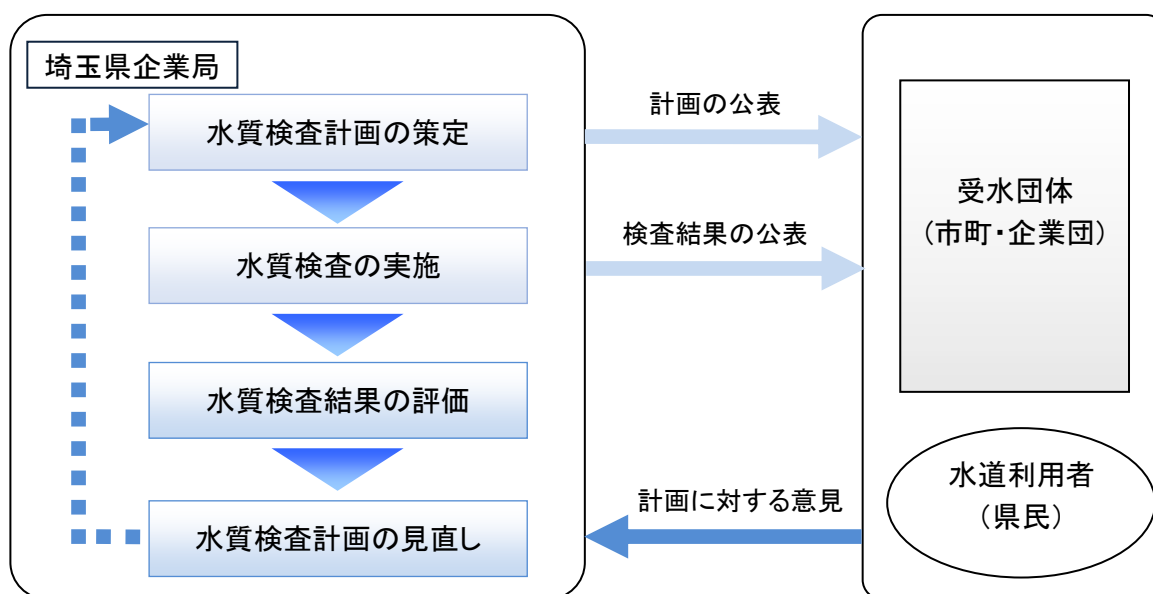 埼玉県企業局
水質検査計画の策定
水質検査の実施
水質検査結果の評価
水質検査計画の見直し
計画の公表
検査結果の公表
計画に対する意見
受水団体
(市町・企業団)
水道利用者
(県民)